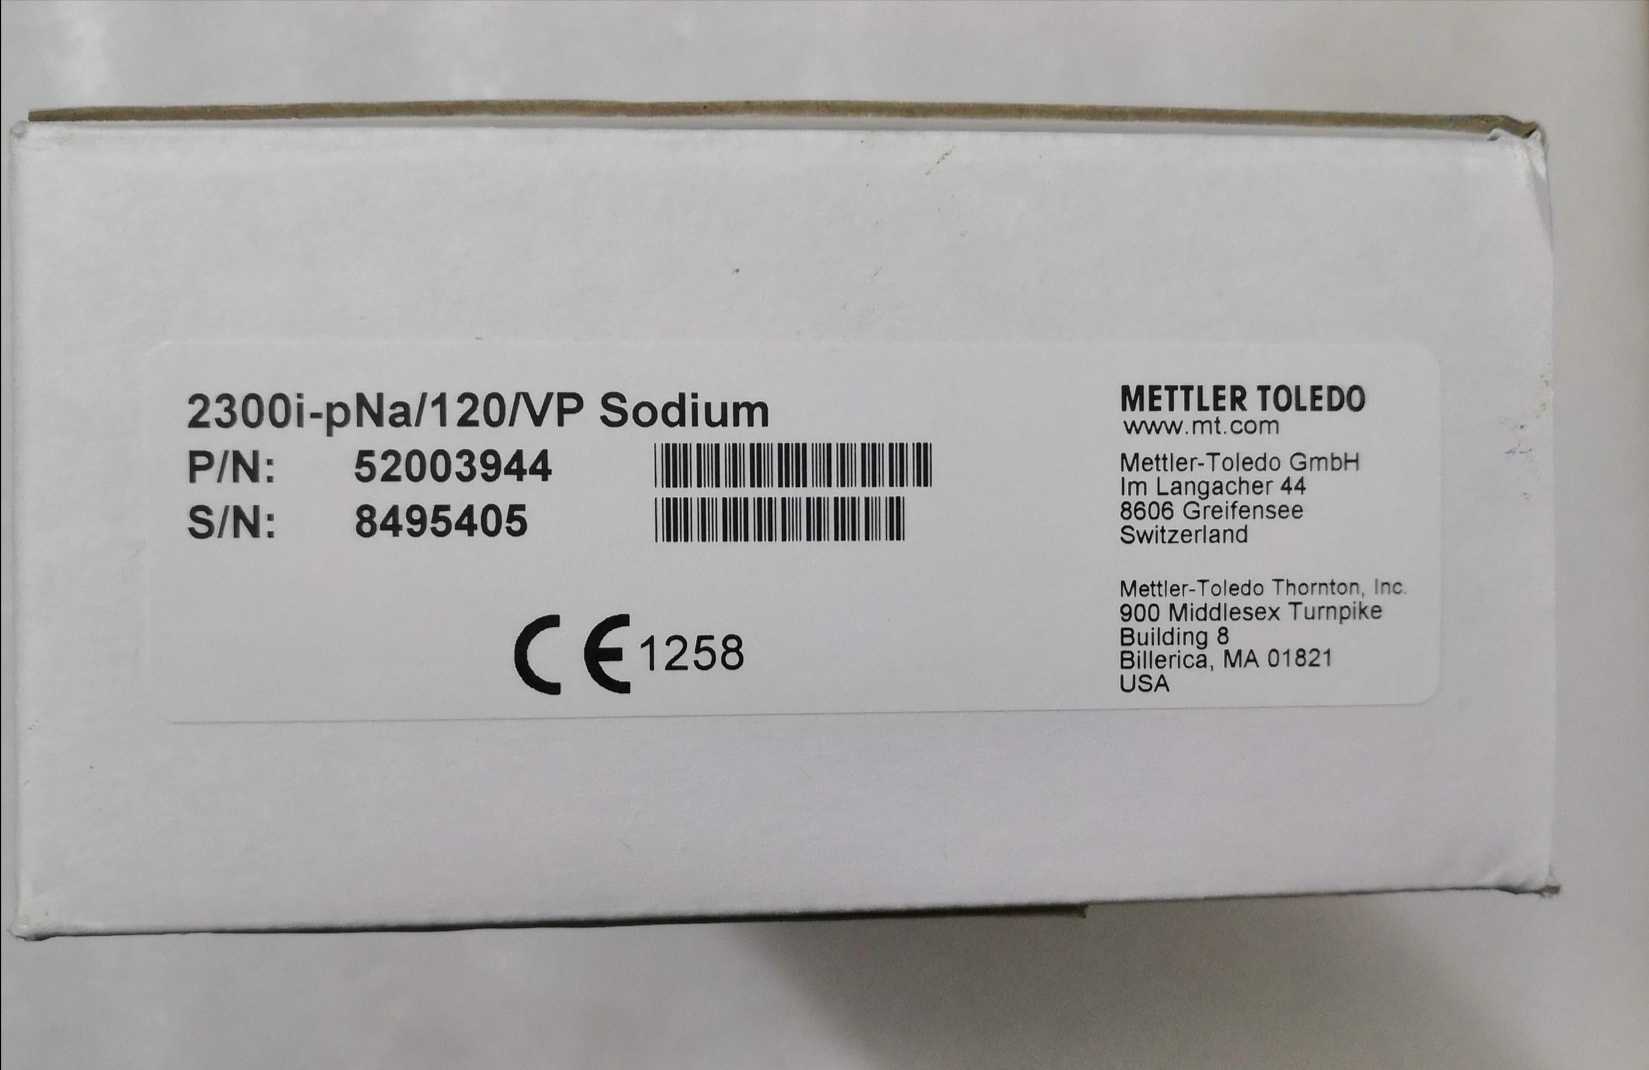 2300i-pNa/120/VP Sodium
P/N: 52003944
S/N: 8495405
CE 1258
METTLER TOLEDO
www.mt.com
Mettler-Toledo GmbH
Im Langacher 44
8606 Greifensee
Switzerland
Mettler-Toledo Thornton, Inc.
900 Middlesex Turnpike
Building 8
Billerica, MA 01821
USA